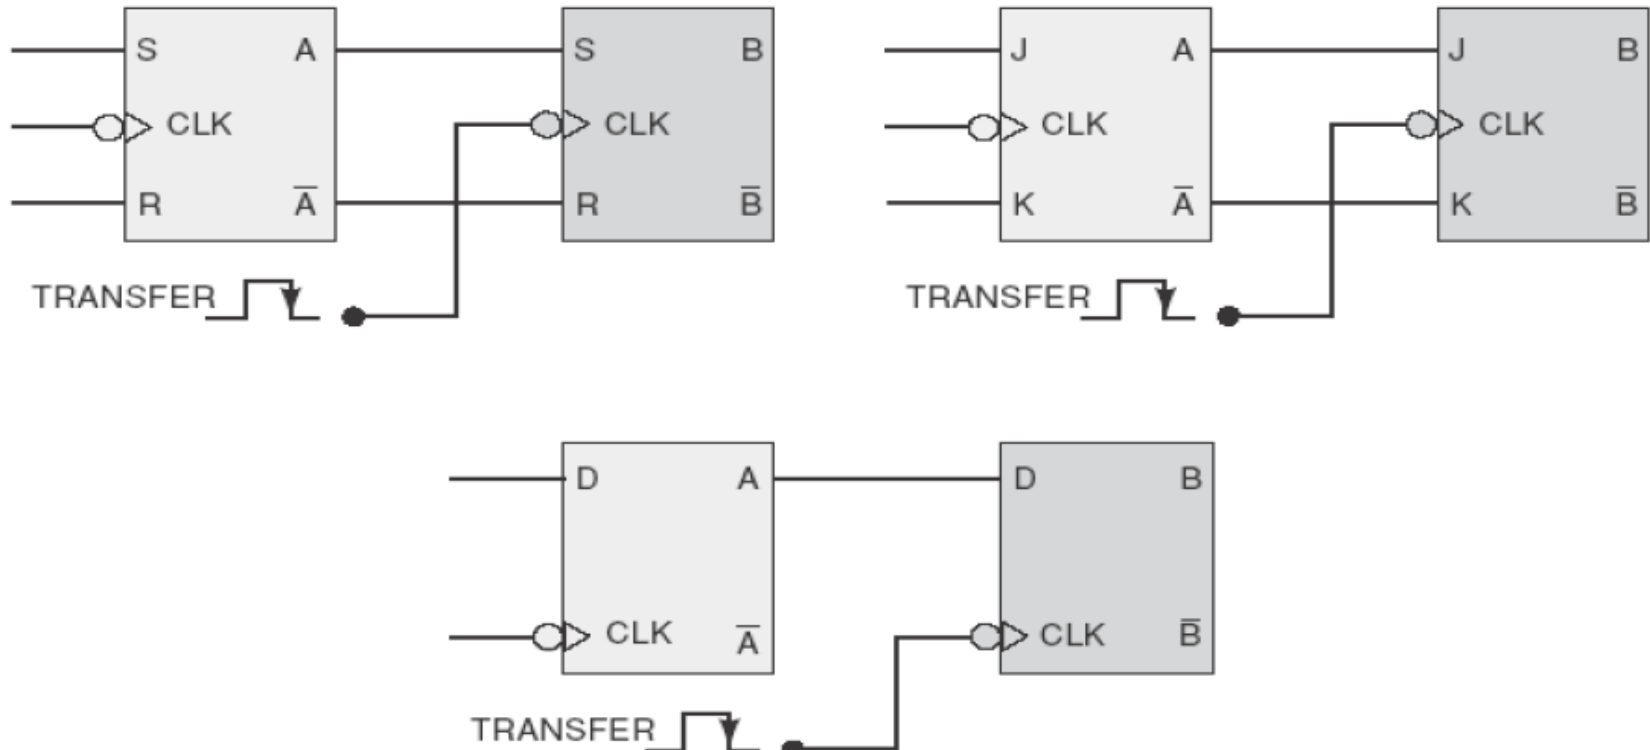 S A S B J A J B
CLK CLK CLK CLK
R A̅ R B̅ K A̅ K B̅
TRANSFER TRANSFER
D A D B
CLK A̅ CLK B̅
TRANSFER